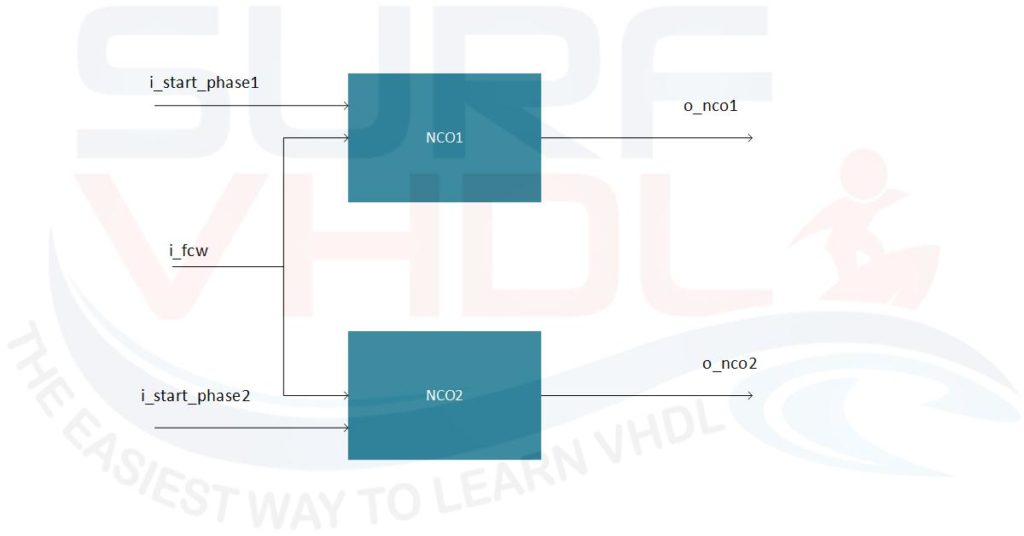 SURF
VHDL
THE EASIEST WAY TO LEARN VHDL
i_start_phase1
NCO1
o_nco1
i_fcw
i_start_phase2
NCO2
o_nco2